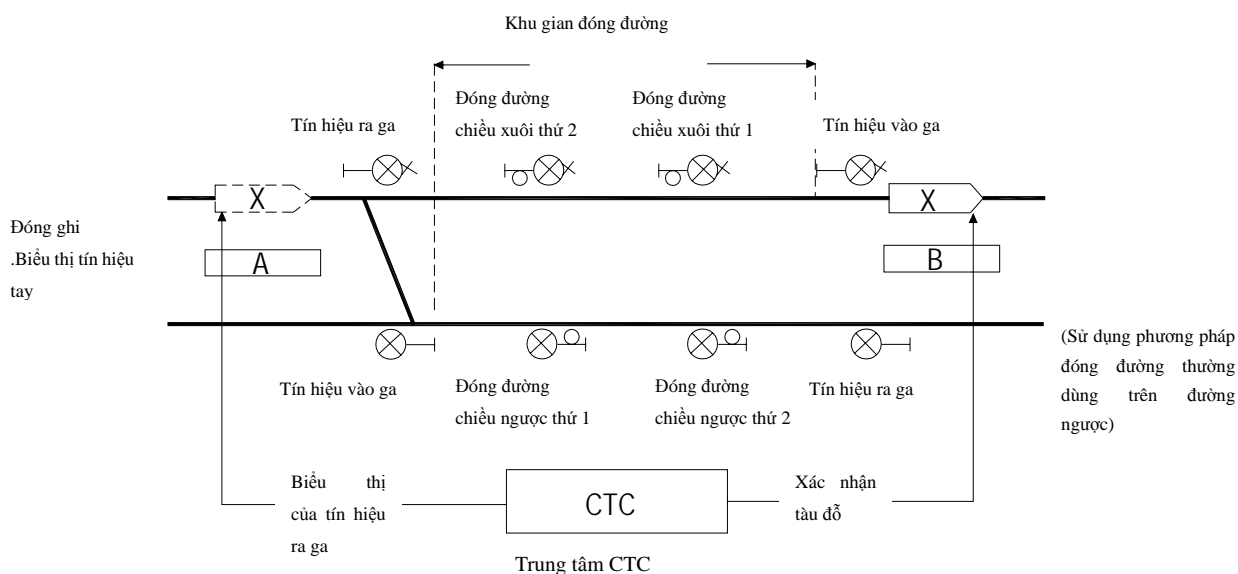 Khu gian đóng đường
Tín hiệu ra ga
Đóng đường
chiều xuôi thứ 2
Đóng đường
chiều xuôi thứ 1
Tín hiệu vào ga
X
X
Đóng ghi
.Biểu thị tín hiệu
tay
A
B
Tín hiệu vào ga
Đóng đường
chiều ngược thứ 1
Đóng đường
chiều ngược thứ 2
Tín hiệu ra ga
(Sử dụng phương pháp
đóng đường thường
dùng trên đường
ngược)
Biểu thị
của tín hiệu
ra ga
CTC
Xác nhận
tàu đỗ
Trung tâm CTC